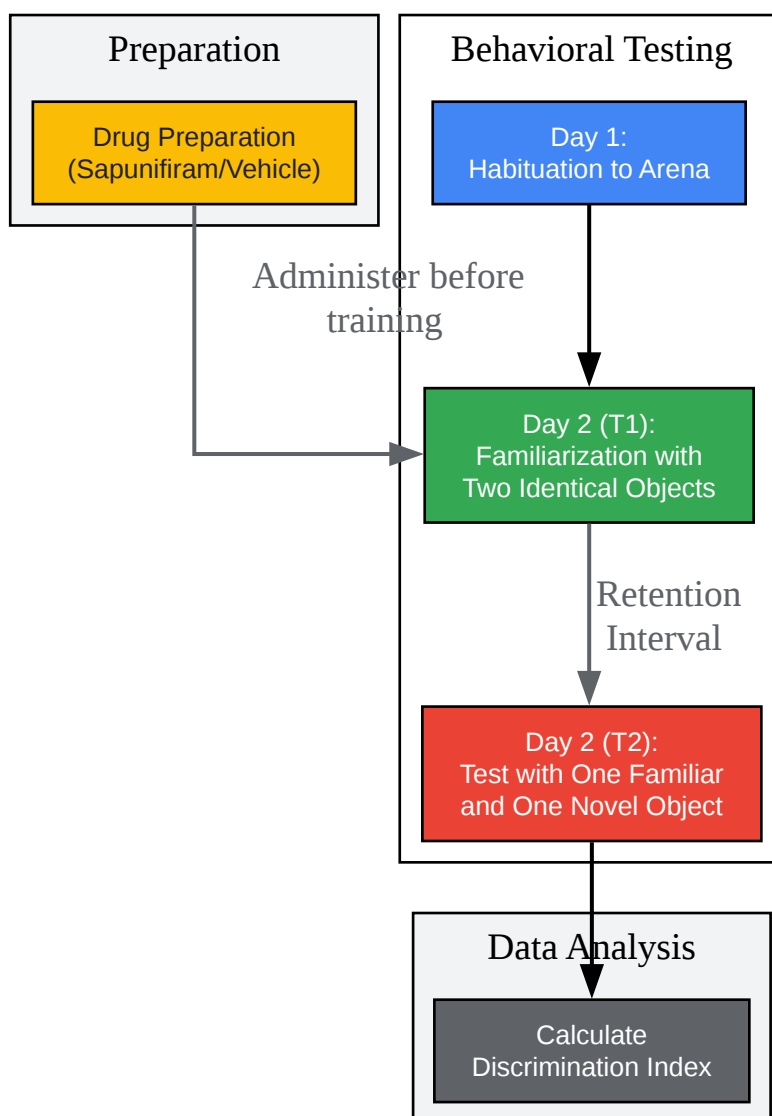 Preparation
Drug Preparation
(Sapunifiram/Vehicle)
Behavioral Testing
Day 1:
Habituation to Arena
Administer before
training
Day 2 (T1):
Familiarization with
Two Identical Objects
Retention
Interval
Day 2 (T2):
Test with One Familiar
and One Novel Object
Data Analysis
Calculate
Discrimination Index